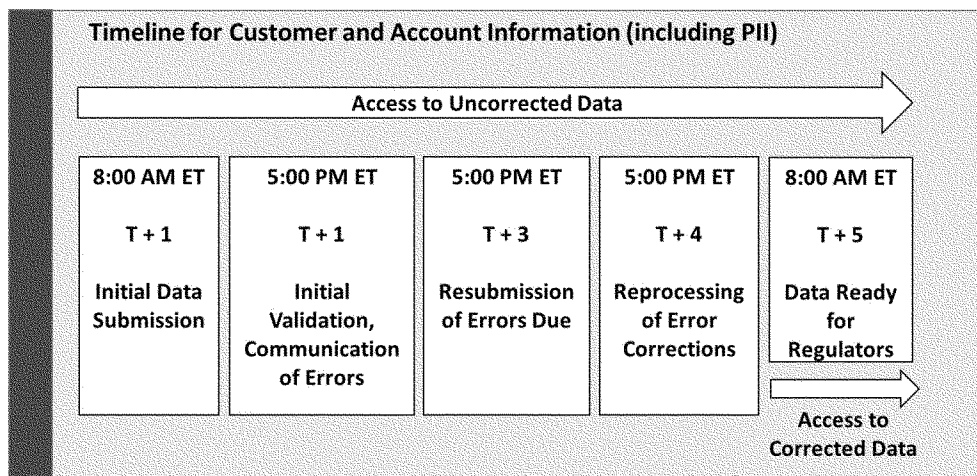 Timeline for Customer and Account Information (including PII)
Access to Uncorrected Data
8:00 AM ET
T + 1
Initial Data
Submission
5:00 PM ET
T + 1
Initial
Validation,
Communication
of Errors
5:00 PM ET
T + 3
Resubmission
of Errors Due
5:00 PM ET
T + 4
Reprocessing
of Error
Corrections
8:00 AM ET
T + 5
Data Ready
for
Regulators
Access to
Corrected Data